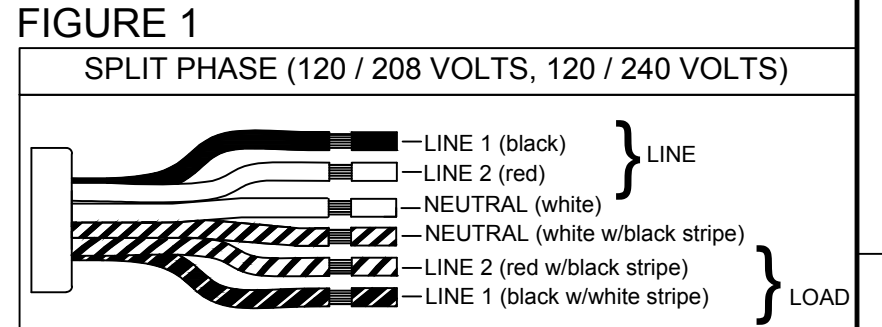 FIGURE 1
SPLIT PHASE (120 / 208 VOLTS, 120 / 240 VOLTS)
LINE 1 (black)
LINE 2 (red)
LINE
NEUTRAL (white)
NEUTRAL (white w/black stripe)
LINE 2 (red w/black stripe)
LINE 1 (black w/white stripe)
LOAD